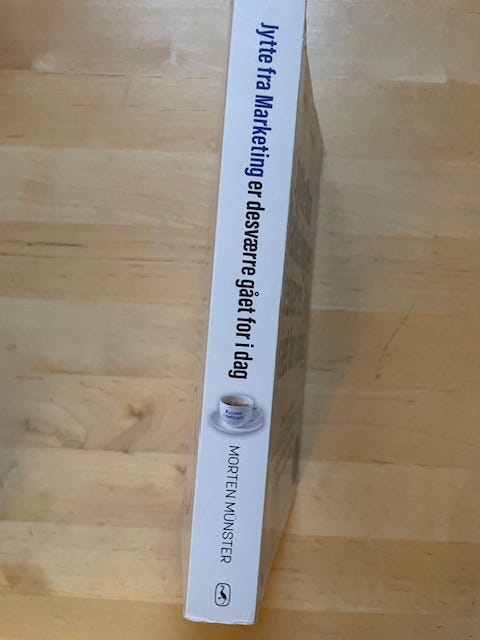 Jytte fra Marketing er desværre gået for i dag
MORTEN MÜNSTER